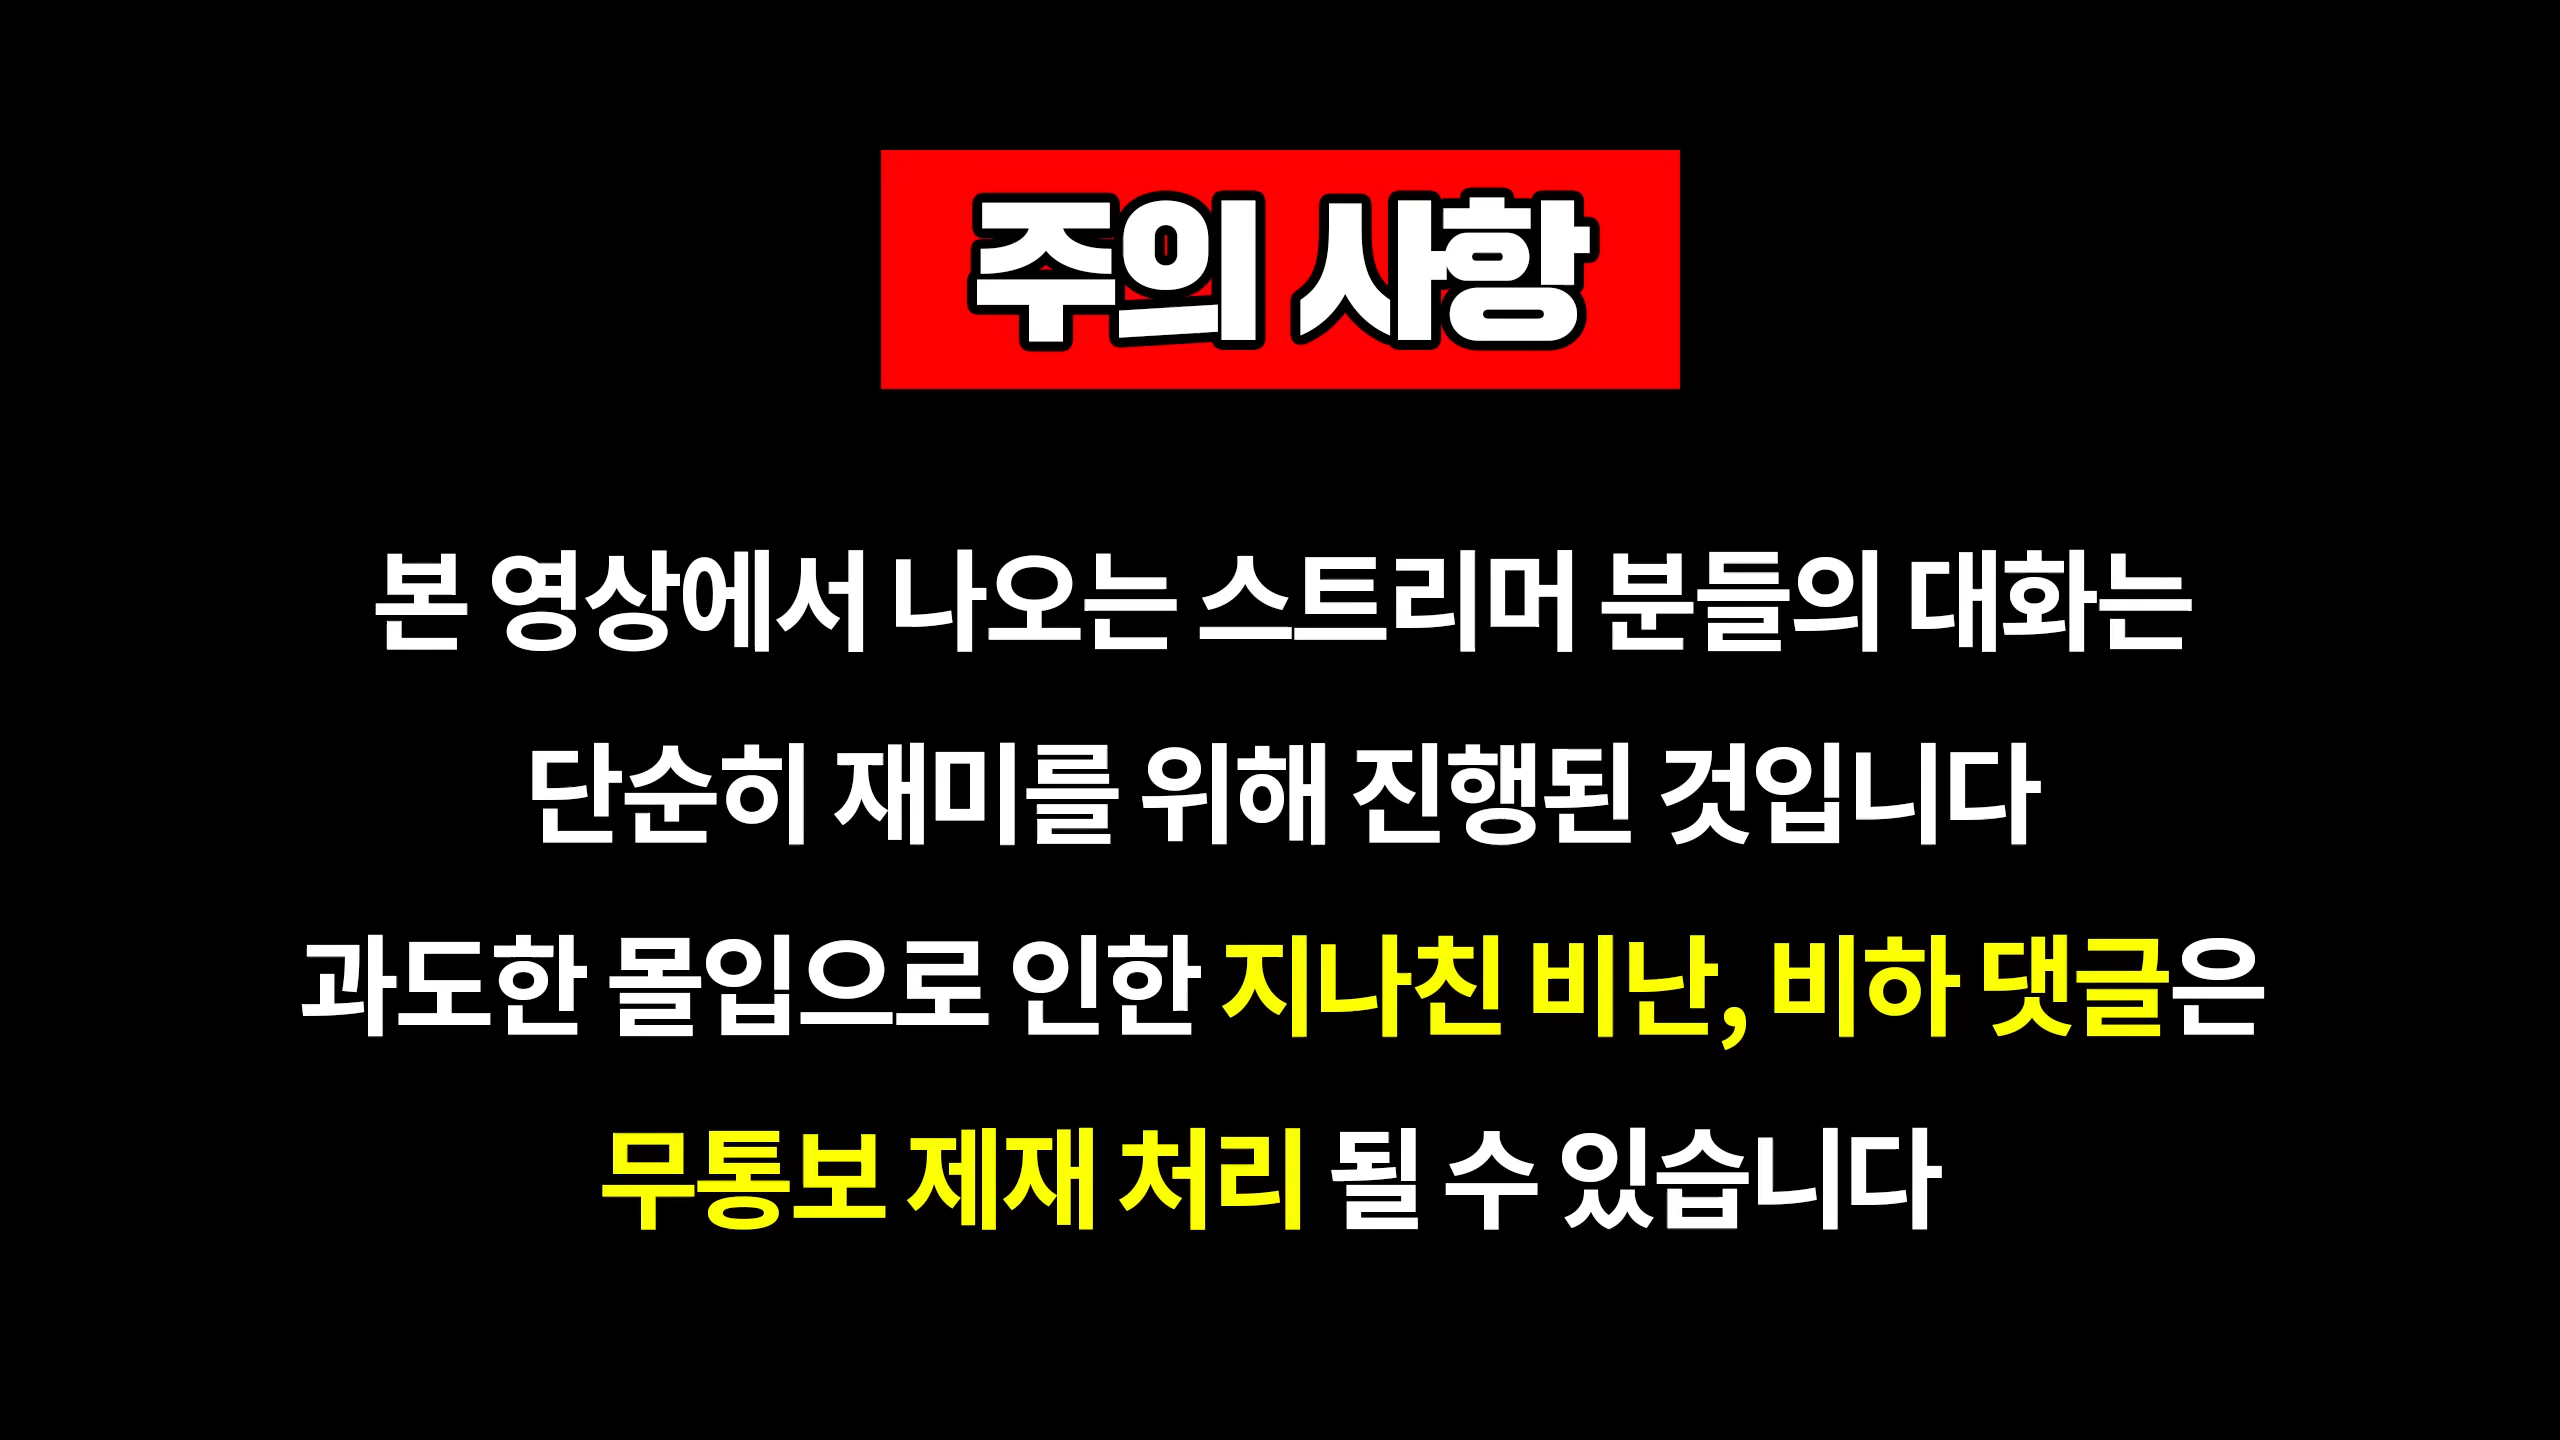 주의 사항
본 영상에서 나오는 스트리머 분들의 대화는
단순히 재미를 위해 진행된 것입니다
과도한 몰입으로 인한 지나친 비난, 비하 댓글은
무통보 제재 처리 될 수 있습니다